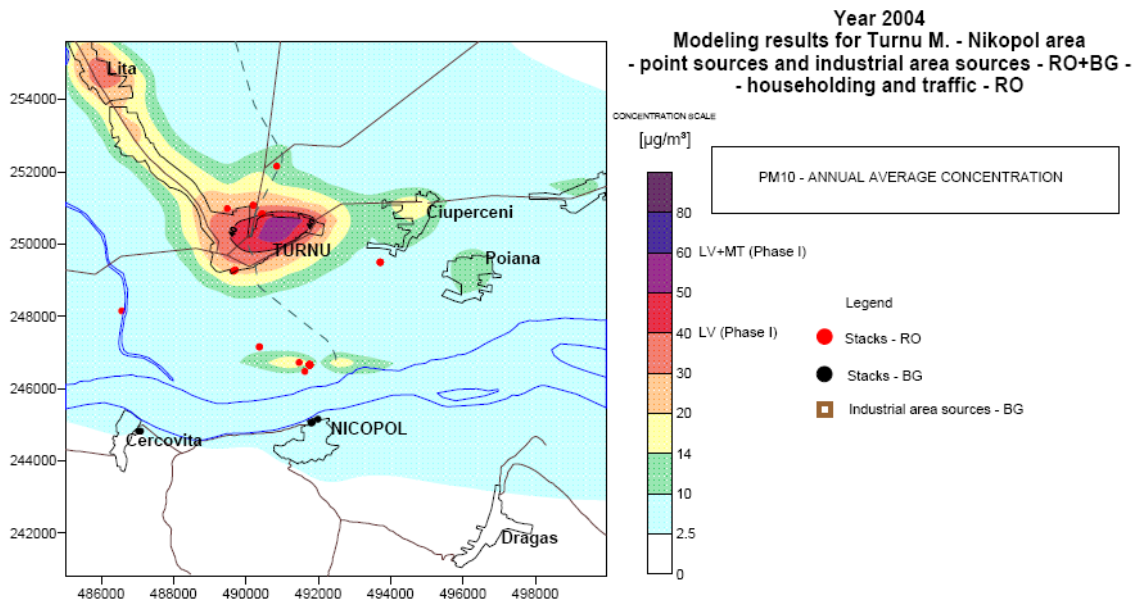 Year 2004
Modeling results for Turnu M. - Nikopol area
- point sources and industrial area sources - RO+BG -
- householding and traffic - RO
CONCENTRATION SCALE
[µg/m³]
PM10 - ANNUAL AVERAGE CONCENTRATION
80
60
LV+MT (Phase I)
50
40
LV (Phase I)
30
20
14
10
2.5
0
Legend
Stacks - RO
Stacks - BG
Industrial area sources - BG
254000
252000
250000
248000
246000
244000
242000
486000
488000
490000
492000
494000
496000
498000
Lita
Ciuperceni
TURNU
Poiana
Cercovita
NICOPOL
Dragas